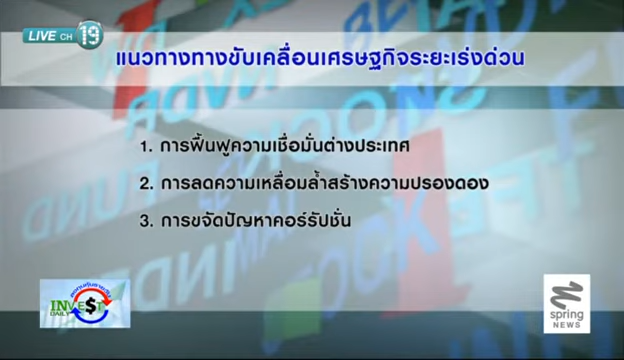 LIVE CH 19
แนวทางทางขับเคลื่อนเศรษฐกิจระยะเร่งด่วน
1. การฟื้นฟูความเชื่อมั่นต่างประเทศ
2. การลดความเหลื่อมล้ำสร้างความปรองดอง
3. การขจัดปัญหาคอร์รัปชั่น
INVE$T
DAILY
spring
NEWS